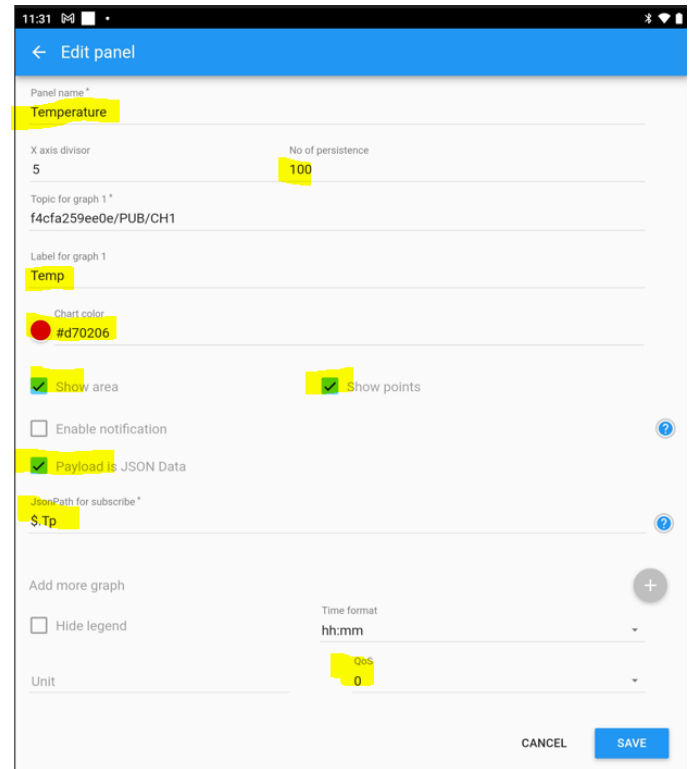 11:31
Edit panel
Panel name *
Temperature
X axis divisor No of persistence
5 100
Topic for graph 1 *
f4cfa259ee0e/PUB/CH1
Label for graph 1
Temp
Chart color
#d70206
Show area Show points
Enable notification ?
Payload is JSON Data
JsonPath for subscribe *
$.Tp ?
Add more graph +
Hide legend
Time format
hh:mm
QoS
Unit 0
CANCEL SAVE